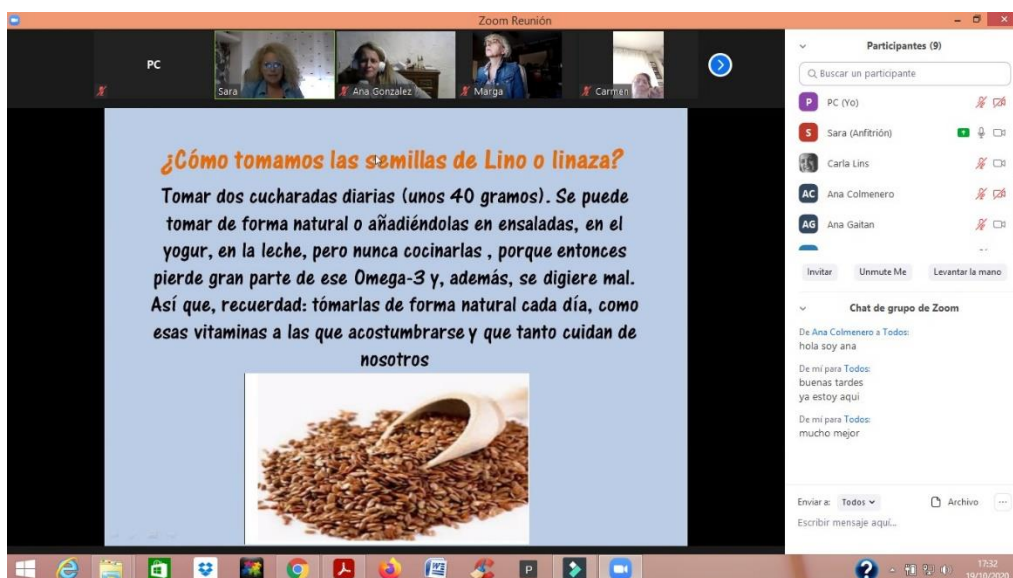 Zoom Reunión
PC
Sara
Ana Gonzalez
Marga
Carmen
¿Cómo tomamos las semillas de Lino o linaza?
Tomar dos cucharadas diarias (unos 40 gramos). Se puede
tomar de forma natural o añadiéndolas en ensaladas, en el
yogur, en la leche, pero nunca cocinarlas , porque entonces
pierde gran parte de ese Omega-3 y, además, se digiere mal.
Así que, recuerdad: tómarlas de forma natural cada día, como
esas vitaminas a las que acostumbrarse y que tanto cuidan de
nosotros
Participantes (9)
Buscar un participante
P PC (Yo)
S Sara (Anfitrión)
Carla Lins
AC Ana Colmenero
AG Ana Gaitan
Invitar Unmute Me Levantar la mano
Chat de grupo de Zoom
De Ana Colmenero a Todos:
hola soy ana
De mí para Todos:
buenas tardes
ya estoy aqui
De mí para Todos:
mucho mejor
Enviar a: Todos Archivo
Escribir mensaje aquí...
17:32
19/10/2020